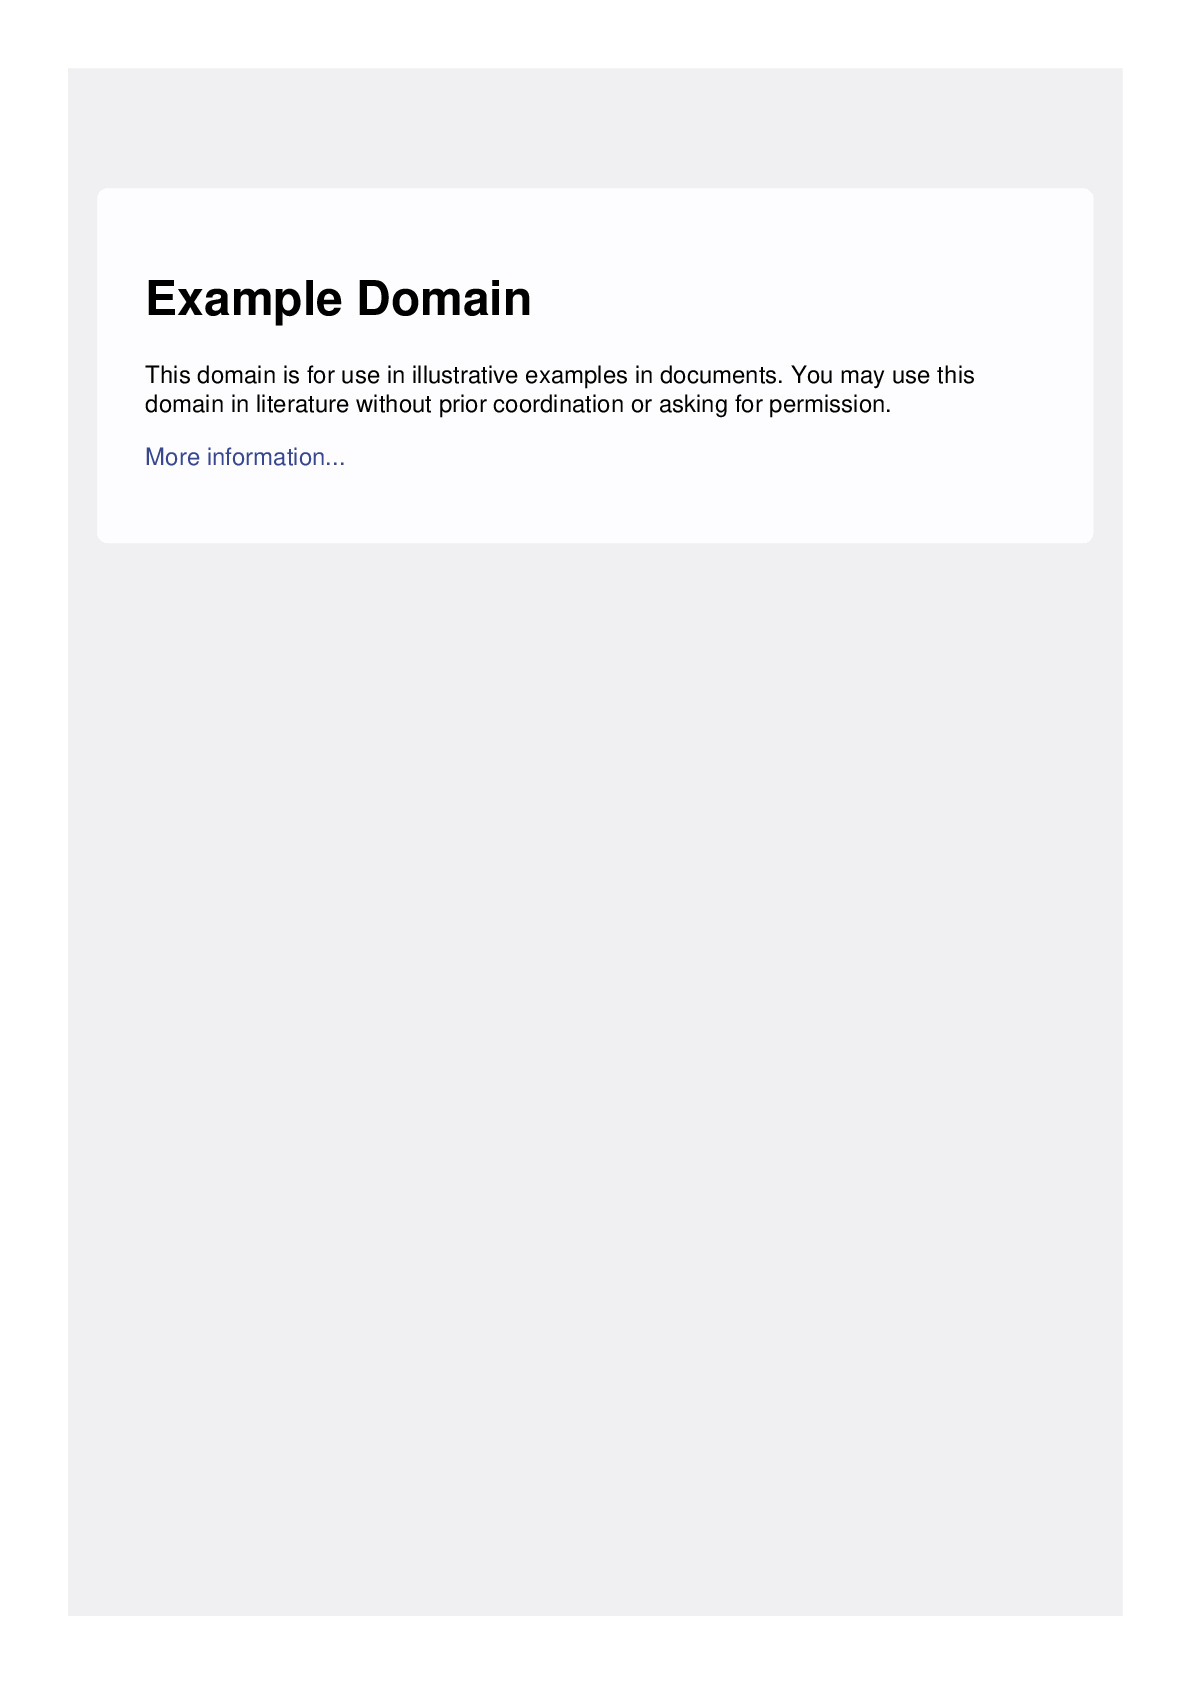 Example Domain
This domain is for use in illustrative examples in documents. You may use this
domain in literature without prior coordination or asking for permission.
More information...